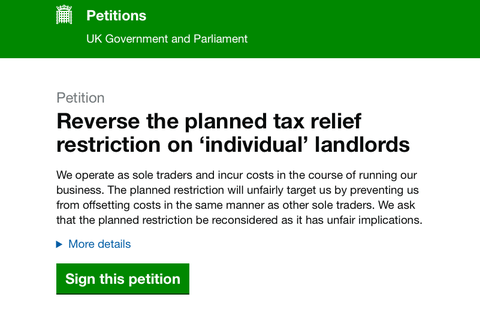 Petitions
UK Government and Parliament
Petition
Reverse the planned tax relief
restriction on ‘individual’ landlords
We operate as sole traders and incur costs in the course of running our
business. The planned restriction will unfairly target us by preventing us
from offsetting costs in the same manner as other sole traders. We ask
that the planned restriction be reconsidered as it has unfair implications.
More details
Sign this petition